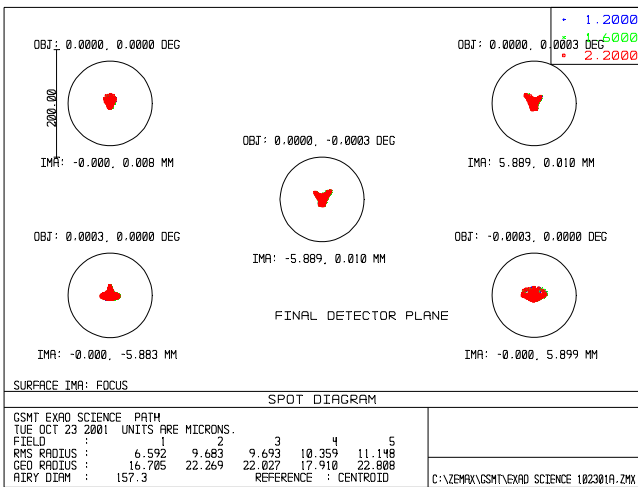 1.2000
OBJ: 0.0000, 0.0000 DEG
OBJ: 0.0000, 0.0003 DEG
1.6000
2.2000
200.00
OBJ: 0.0000, -0.0003 DEG
IMA: -0.000, 0.008 MM
IMA: 5.889, 0.010 MM
OBJ: 0.0003, 0.0000 DEG
OBJ: -0.0003, 0.0000 DEG
IMA: -5.889, 0.010 MM
FINAL DETECTOR PLANE
IMA: -0.000, -5.883 MM
IMA: -0.000, 5.899 MM
SURFACE IMA: FOCUS
SPOT DIAGRAM
GSMT EXAO SCIENCE PATH
TUE OCT 23 2001 UNITS ARE MICRONS.
FIELD : 1 2 3 4 5
RMS RADIUS : 6.592 9.683 9.693 10.359 11.148
GEO RADIUS : 16.705 22.269 22.027 17.910 22.808
AIRY DIAM : 157.3 REFERENCE : CENTROID
C:\ZEMAX\GSMT\EXAO SCIENCE 102301A.ZMX